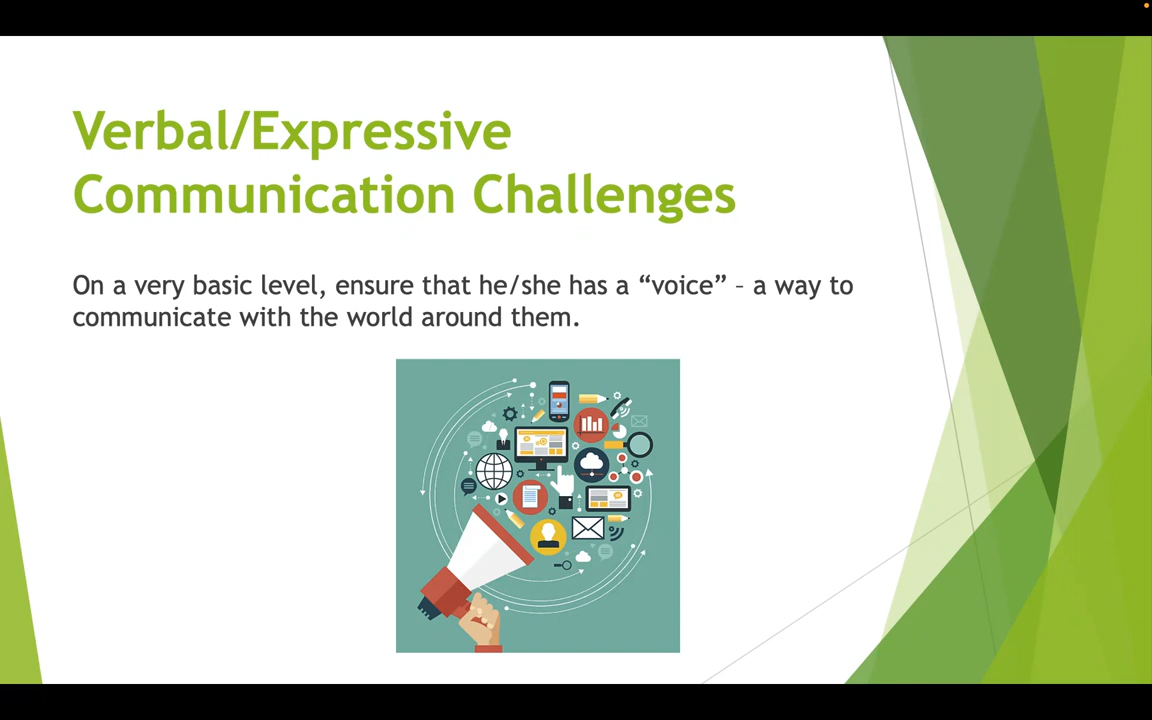 Verbal/Expressive
Communication Challenges
On a very basic level, ensure that he/she has a “voice” – a way to
communicate with the world around them.